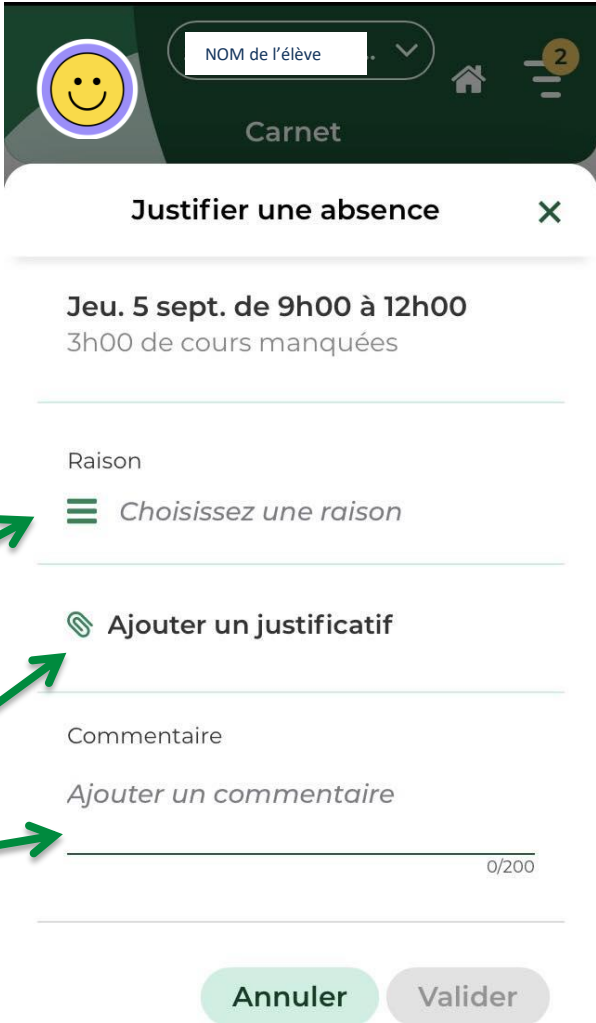 NOM de l'élève
2
Carnet
Justifier une absence
Jeu. 5 sept. de 9h00 à 12h00
3h00 de cours manquées
Raison
Choisissez une raison
Ajouter un justificatif
Commentaire
Ajouter un commentaire
0/200
Annuler Valider